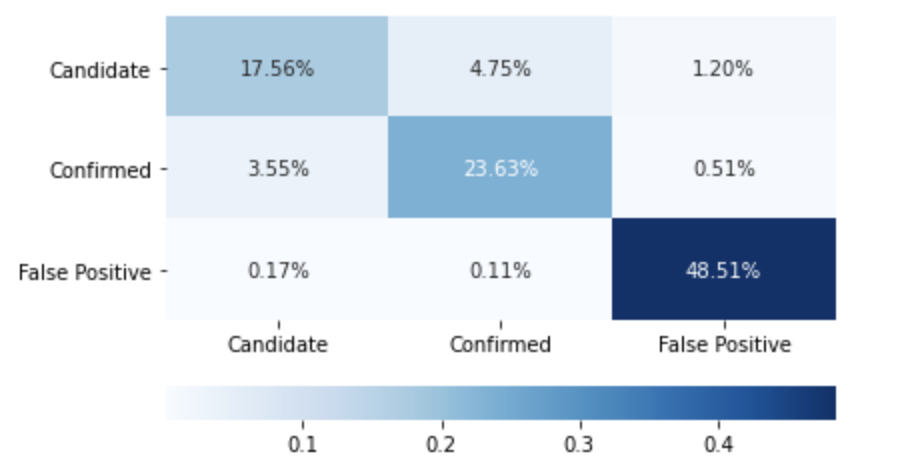 Candidate 17.56% 4.75% 1.20%
Confirmed 3.55% 23.63% 0.51%
False Positive 0.17% 0.11% 48.51%
Candidate Confirmed False Positive
0.1 0.2 0.3 0.4